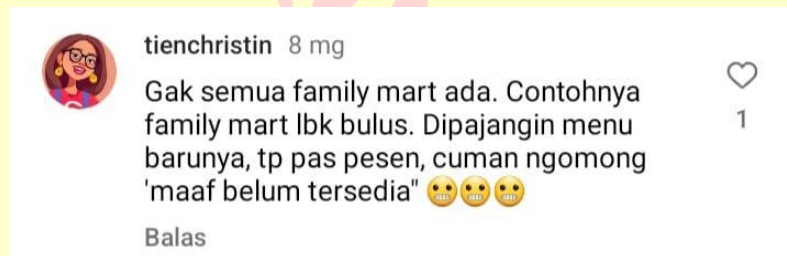 tienchristin 8 mg
Gak semua family mart ada. Contohnya
family mart lbk bulus. Dipajangin menu
barunya, tp pas pesen, cuman ngomong
'maaf belum tersedia" 😬😬😬
1
Balas